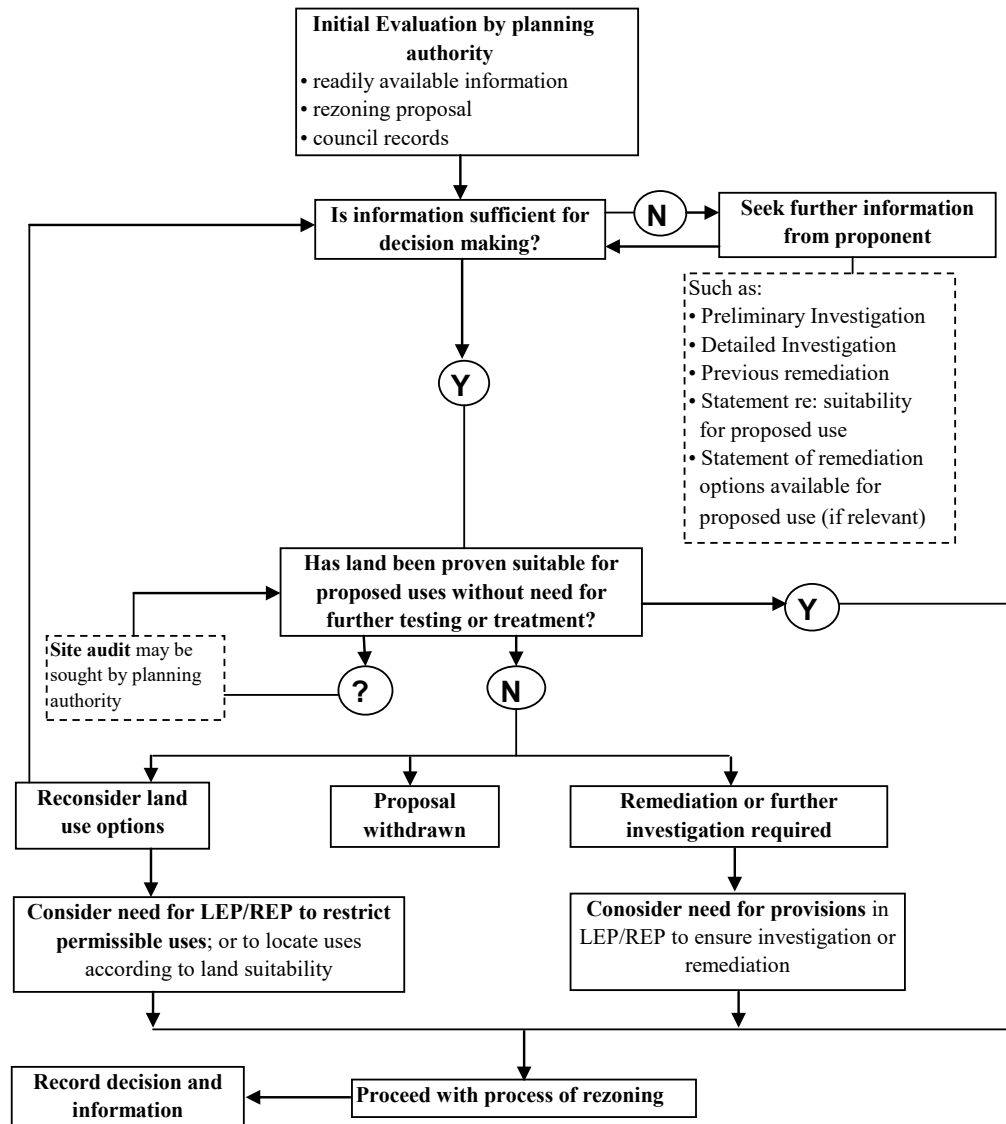 Initial Evaluation by planning
authority
• readily available information
• rezoning proposal
• council records
Is information sufficient for
decision making?
N
Seek further information
from proponent
Such as:
• Preliminary Investigation
• Detailed Investigation
• Previous remediation
• Statement re: suitability
for proposed use
• Statement of remediation
options available for
proposed use (if relevant)
Y
Has land been proven suitable for
proposed uses without need for
further testing or treatment?
Y
Site audit may be
sought by planning
authority
?
N
Reconsider land
use options
Proposal
withdrawn
Remediation or further
investigation required
Consider need for LEP/REP to restrict
permissible uses; or to locate uses
according to land suitability
Conosider need for provisions in
LEP/REP to ensure investigation or
remediation
Record decision and
information
Proceed with process of rezoning